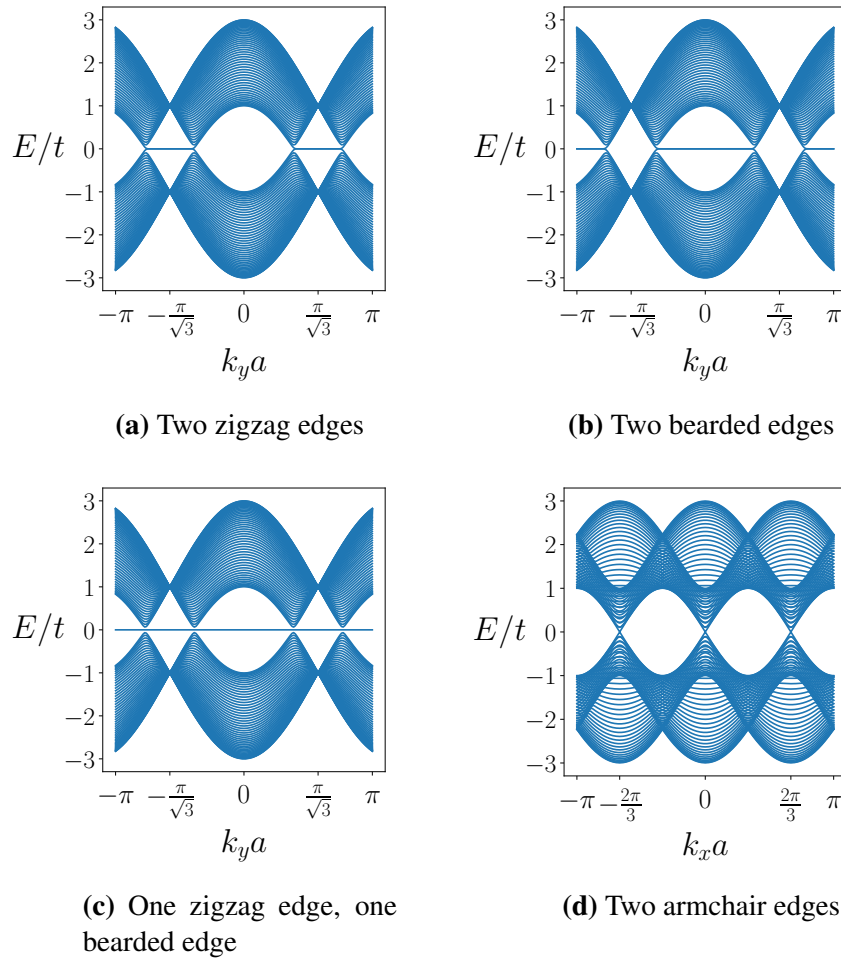 3
2
1
0
−1
−2
−3
E/t
−π
−π/√3
0
π/√3
π
k_y a
(a) Two zigzag edges
3
2
1
0
−1
−2
−3
E/t
−π
−π/√3
0
π/√3
π
k_y a
(b) Two bearded edges
3
2
1
0
−1
−2
−3
E/t
−π
−π/√3
0
π/√3
π
k_y a
(c) One zigzag edge, one
bearded edge
3
2
1
0
−1
−2
−3
E/t
−π
−2π/3
0
2π/3
π
k_x a
(d) Two armchair edges